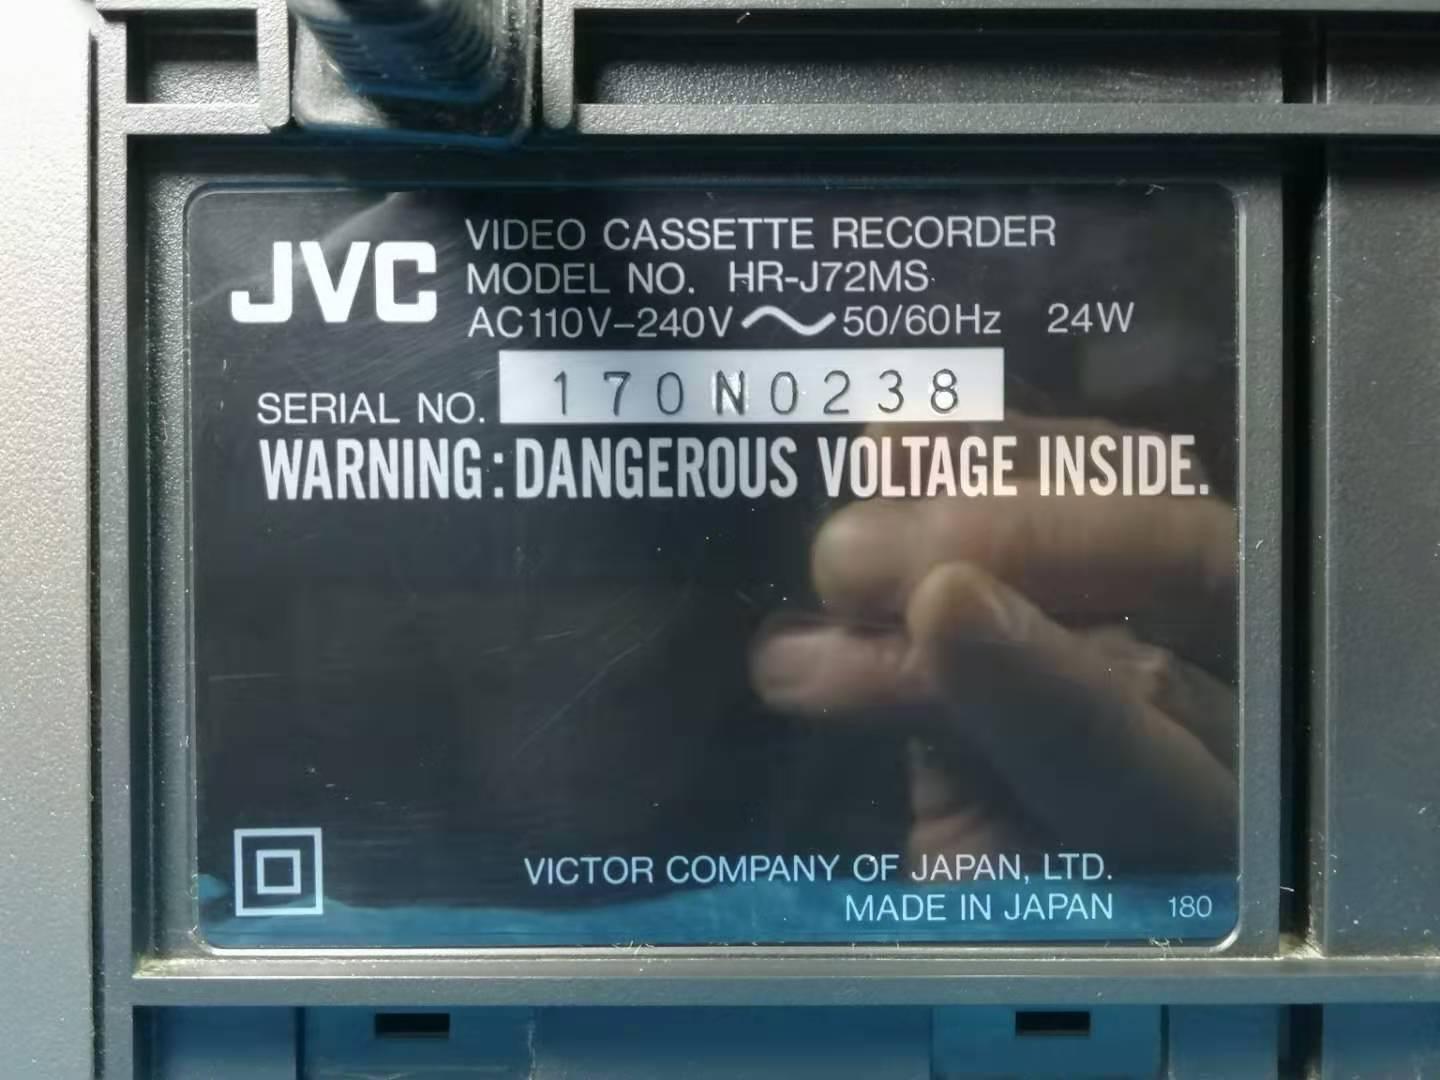 JVC
VIDEO CASSETTE RECORDER
MODEL NO. HR-J72MS
AC110V-240V~50/60Hz 24W
SERIAL NO. 170N0238
WARNING: DANGEROUS VOLTAGE INSIDE.
VICTOR COMPANY OF JAPAN, LTD.
MADE IN JAPAN 180